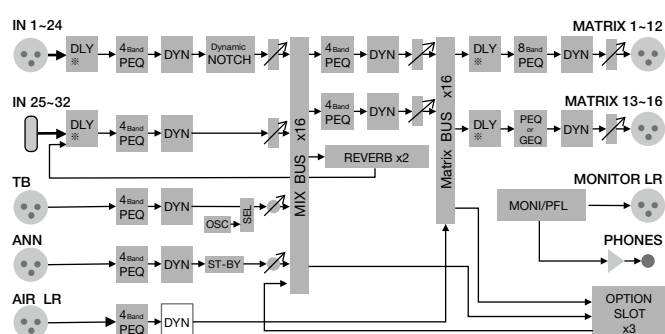 IN 1~24
MATRIX 1~12
DLY
※
4Band
PEQ
DYN
Dynamic
NOTCH
4Band
PEQ
DYN
DLY
※
8Band
PEQ
DYN
IN 25~32
MATRIX 13~16
DLY
※
4Band
PEQ
DYN
MIX BUS x16
4Band
PEQ
DYN
Matrix BUS x16
DLY
※
PEQ
or
GEQ
DYN
REVERB x2
TB
MONITOR LR
4Band
PEQ
DYN
OSC
SEL
MONI/PFL
ANN
PHONES
4Band
PEQ
DYN
ST-BY
AIR LR
4Band
PEQ
DYN
OPTION
SLOT
x3